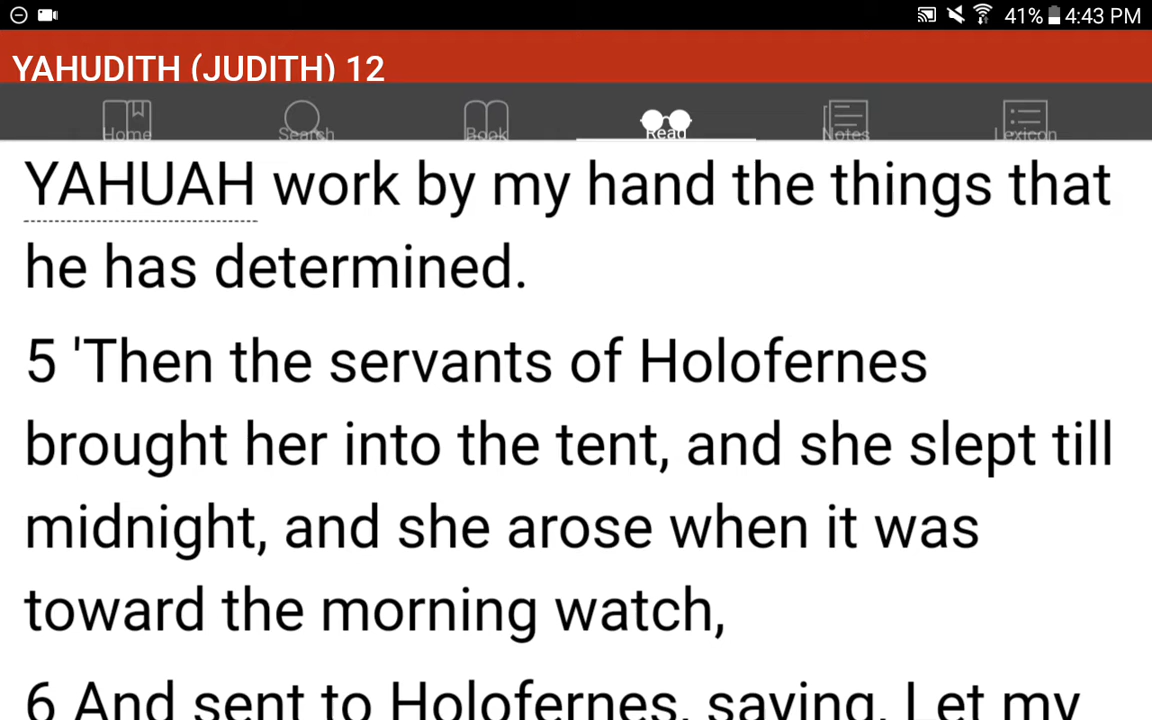 41% 4:43 PM
YAHUDITH (JUDITH) 12
Home Search Book Read Notes Lexicon
YAHUAH work by my hand the things that
he has determined.
5 'Then the servants of Holofernes
brought her into the tent, and she slept till
midnight, and she arose when it was
toward the morning watch,
6 And sent to Holofernes, saying, Let my